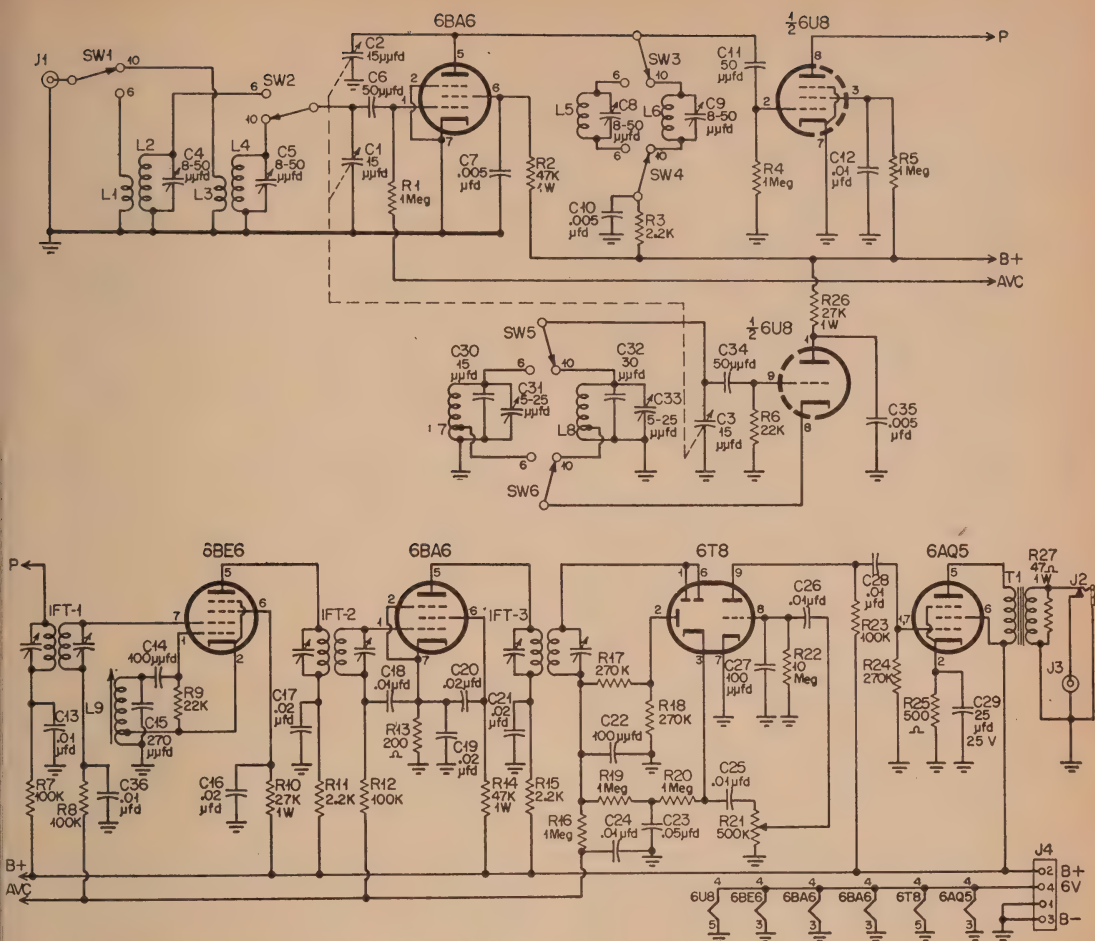 6BA6
½6U8
J1
SW1
10
6
C2
15µµfd
C6
50µµfd
5
2
1
6
7
SW2
6
10
L2
C4
8-50
µµfd
L4
C5
8-50
µµfd
L1
L3
C1
15
µµfd
R1
1Meg
C7
.005
µfd
R2
47K
1W
SW3
6
10
L5
C8
8-50
µµfd
L6
C9
8-50
µµfd
6
10
SW4
C10
.005
µfd
R3
2.2K
C11
50
µµfd
8
2
3
7
R4
1Meg
C12
.01
µfd
R5
1Meg
P
B+
AVC
R26
27K
1W
½6U8
SW5
6
10
C30
15
µµfd
C31
5-25
µµfd
C32
30
µµfd
C33
5-25
µµfd
L8
6
10
SW6
C34
50µµfd
C3
15
µµfd
R6
22K
1
9
8
C35
.005
µfd
P
IFT-1
6BE6
5
7
1
6
2
C14
100µµfd
R9
22K
L9
C15
270
µµfd
C13
.01
µfd
R7
100K
R8
100K
C36
.01
µfd
C16
.02
µfd
R10
27K
1W
C17
.02
µfd
IFT-2
R11
2.2K
R12
100K
6BA6
5
2
1
6
7
C18
.01µfd
R13
200
Ω
C20
.02µfd
C19
.02
µfd
C21
.02
µfd
R14
47K
1W
IFT-3
R15
2.2K
6T8
1
6
9
2
8
3
7
R17
270K
R18
270K
C22
100µµfd
R19
1Meg
R20
1Meg
R16
1Meg
C24
.01µfd
C23
.05µfd
C25
.01µfd
R21
500K
C27
100
µµfd
C26
.01µfd
R22
10
Meg
C28
.01
µfd
R23
100K
R24
270K
6AQ5
5
1,7
6
2
R25
500
Ω
C29
25
µfd
25 V
T1
R27
47Ω
1W
J2
J3
B+
AVC
4 4 4 4 4 4
6U8 6BE6 6BA6 6BA6 6T8 6AQ5
5 3 3 3 5 3
J4
2 B+
4 6V
1
3 B-